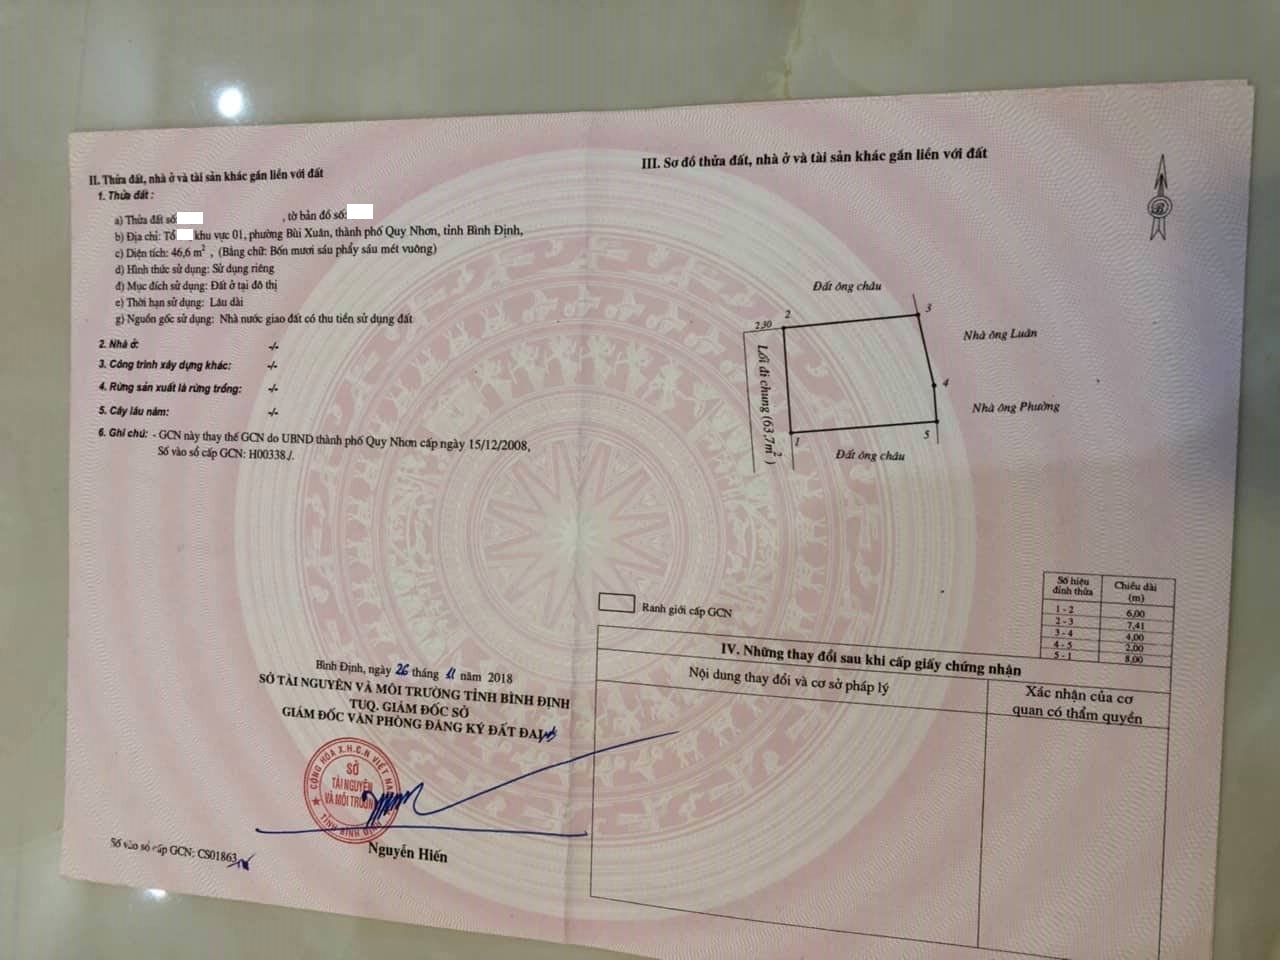 II. Thửa đất, nhà ở và tài sản khác gắn liền với đất
1. Thửa đất :
a) Thửa đất số: , tờ bản đồ số:
b) Địa chỉ: Tổ khu vực 01, phường Bùi Xuân, thành phố Quy Nhơn, tỉnh Bình Định,
c) Diện tích: 46,6 m² , (Bằng chữ: Bốn mươi sáu phẩy sáu mét vuông)
d) Hình thức sử dụng: Sử dụng riêng
đ) Mục đích sử dụng: Đất ở tại đô thị
e) Thời hạn sử dụng: Lâu dài
g) Nguồn gốc sử dụng: Nhà nước giao đất có thu tiền sử dụng đất
2. Nhà ở: -/-
3. Công trình xây dựng khác: -/-
4. Rừng sản xuất là rừng trồng: -/-
5. Cây lâu năm: -/-
6. Ghi chú: - GCN này thay thế GCN do UBND thành phố Quy Nhơn cấp ngày 15/12/2008,
Số vào sổ cấp GCN: H00338./.
Bình Định, ngày 26 tháng 11 năm 2018
SỞ TÀI NGUYÊN VÀ MÔI TRƯỜNG TỈNH BÌNH ĐỊNH
TUQ. GIÁM ĐỐC SỞ
GIÁM ĐỐC VĂN PHÒNG ĐĂNG KÝ ĐẤT ĐAI
CỘNG HÒA X.H.C.N VIỆT NAM
SỞ
TÀI NGUYÊN
VÀ MÔI TRƯỜNG
TỈNH BÌNH ĐỊNH
Nguyễn Hiến
Số vào sổ cấp GCN: CS01863
III. Sơ đồ thửa đất, nhà ở và tài sản khác gắn liền với đất
B
Đất ông châu
2
3
2.30
Nhà ông Luân
Lối đi chung (63,7m²)
4
Nhà ông Phường
1
5
Đất ông châu
Số hiệu đỉnh thửa
Chiều dài (m)
1 - 2 6,00
2 - 3 7,41
3 - 4 4,00
4 - 5 2,00
5 - 1 8,00
Ranh giới cấp GCN
IV. Những thay đổi sau khi cấp giấy chứng nhận
Nội dung thay đổi và cơ sở pháp lý
Xác nhận của cơ
quan có thẩm quyền